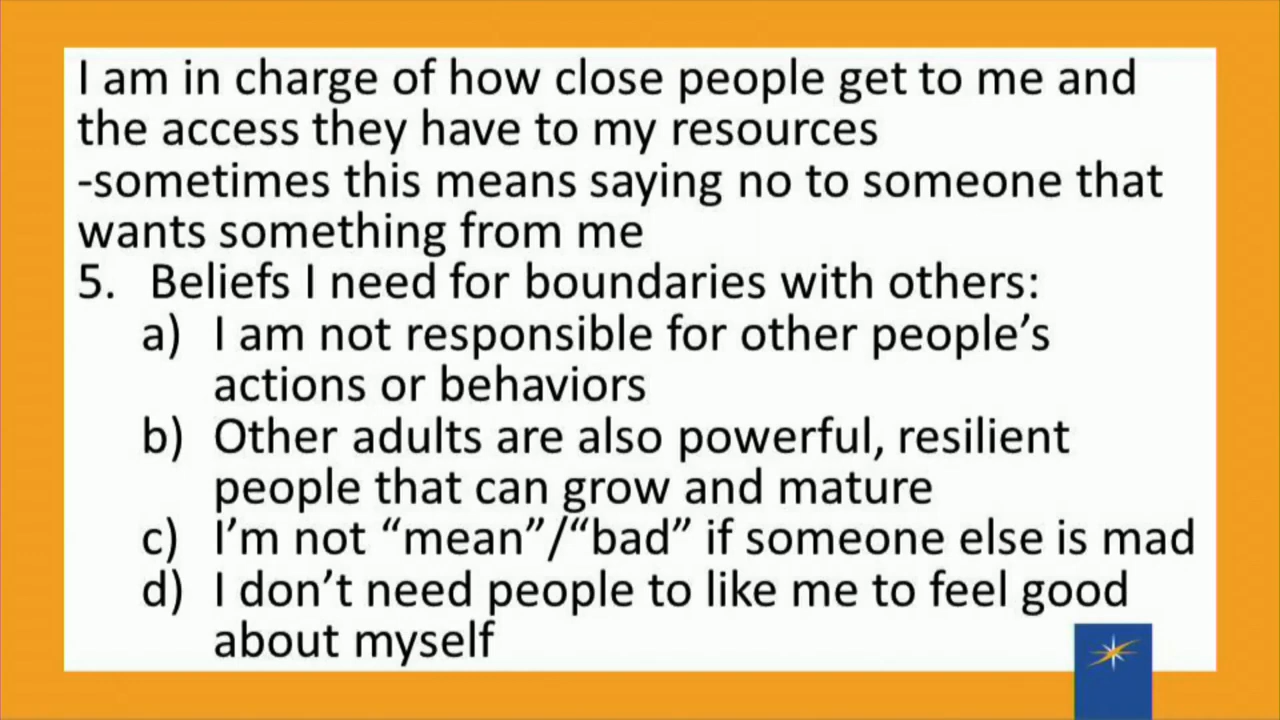 I am in charge of how close people get to me and
the access they have to my resources
-sometimes this means saying no to someone that
wants something from me
5. Beliefs I need for boundaries with others:
a) I am not responsible for other people’s
actions or behaviors
b) Other adults are also powerful, resilient
people that can grow and mature
c) I’m not “mean”/“bad” if someone else is mad
d) I don’t need people to like me to feel good
about myself